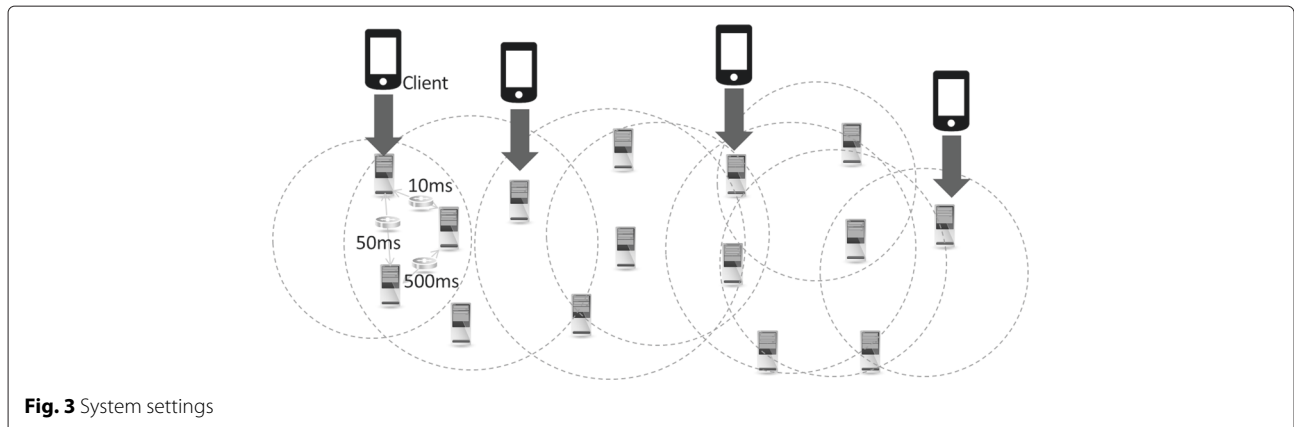 Client
10ms
50ms
500ms
Fig. 3 System settings